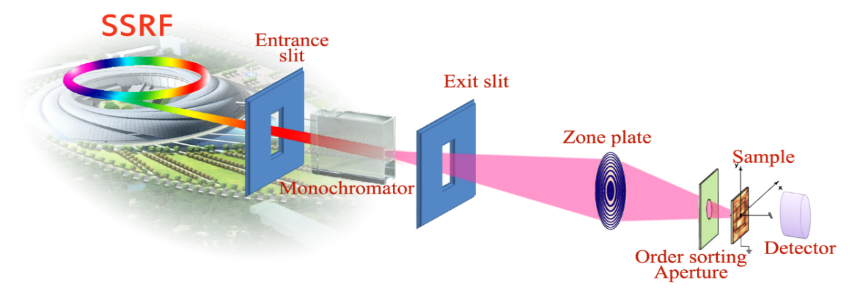 SSRF
Entrance
slit
Monochromator
Exit slit
Zone plate
Order sorting
Aperture
Sample
y
x
Detector